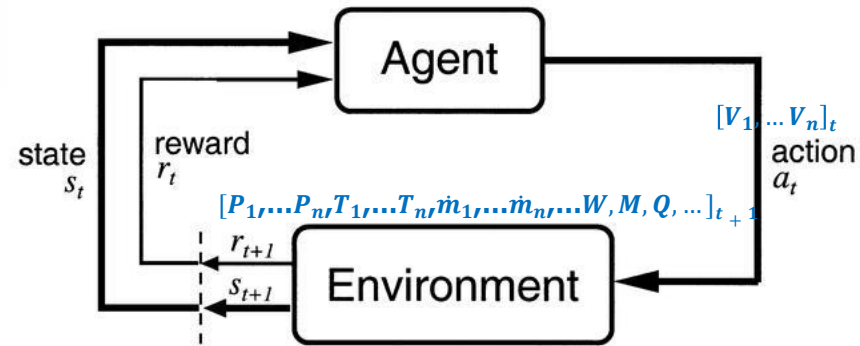 Agent
[V₁, … Vₙ]ₜ
state
sₜ
reward
rₜ
action
aₜ
[P₁,…Pₙ,T₁,…Tₙ,ṁ₁,…ṁₙ,…W, M, Q, …]ₜ₊₁
rₜ₊₁
sₜ₊₁
Environment